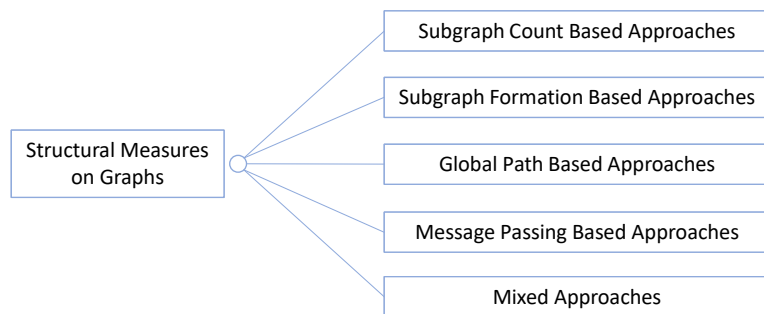 Subgraph Count Based Approaches
Subgraph Formation Based Approaches
Structural Measures
on Graphs
Global Path Based Approaches
Message Passing Based Approaches
Mixed Approaches